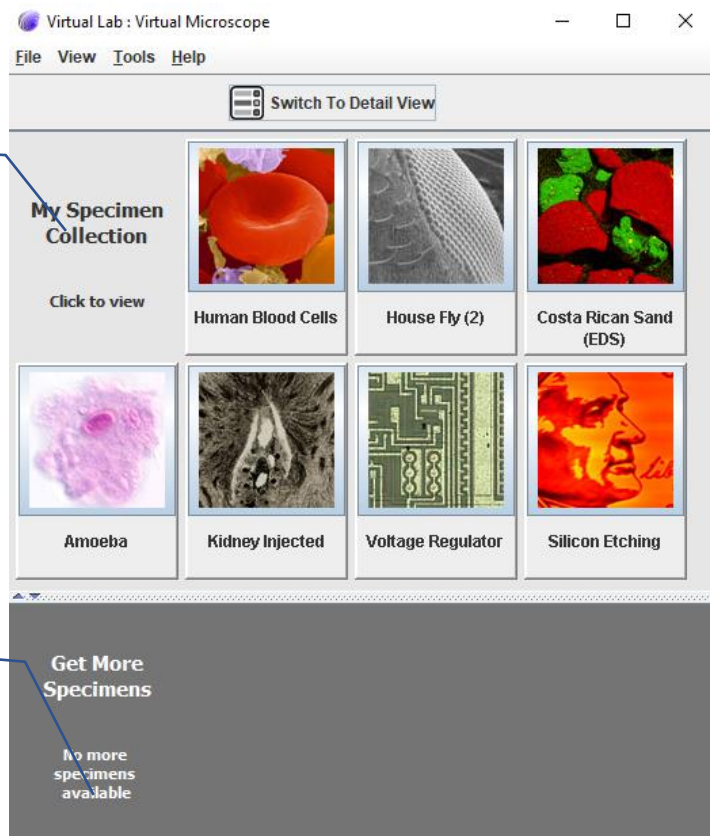 Virtual Lab : Virtual Microscope
File View Tools Help
Switch To Detail View
My Specimen
Collection
Click to view
Human Blood Cells
House Fly (2)
Costa Rican Sand
(EDS)
Amoeba
Kidney Injected
Voltage Regulator
Silicon Etching
Lib
Get More
Specimens
No more
specimens
available